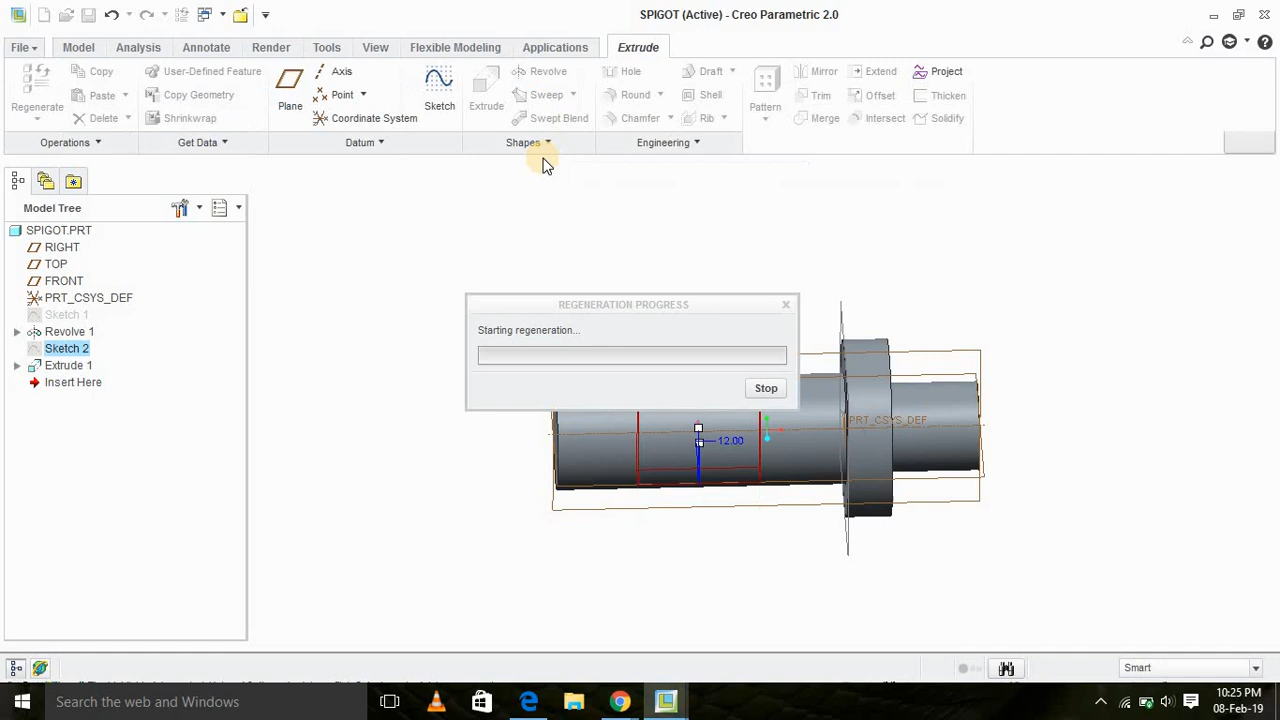 SPIGOT (Active) - Creo Parametric 2.0
File Model Analysis Annotate Render Tools View Flexible Modeling Applications Extrude
Regenerate Copy Paste Delete User-Defined Feature Copy Geometry Shrinkwrap Plane Axis Point Coordinate System Sketch Extrude Revolve Sweep Swept Blend Hole Round Chamfer Draft Shell Rib Pattern Mirror Trim Merge Extend Offset Intersect Project Thicken Solidify
Operations Get Data Datum Shapes Engineering
Model Tree
SPIGOT.PRT
RIGHT
TOP
FRONT
PRT_CSYS_DEF
Sketch 1
Revolve 1
Sketch 2
Extrude 1
Insert Here
REGENERATION PROGRESS
Starting regeneration...
Stop
PRT_CSYS_DEF
12.00
Smart
Search the web and Windows
10:25 PM
08-Feb-19